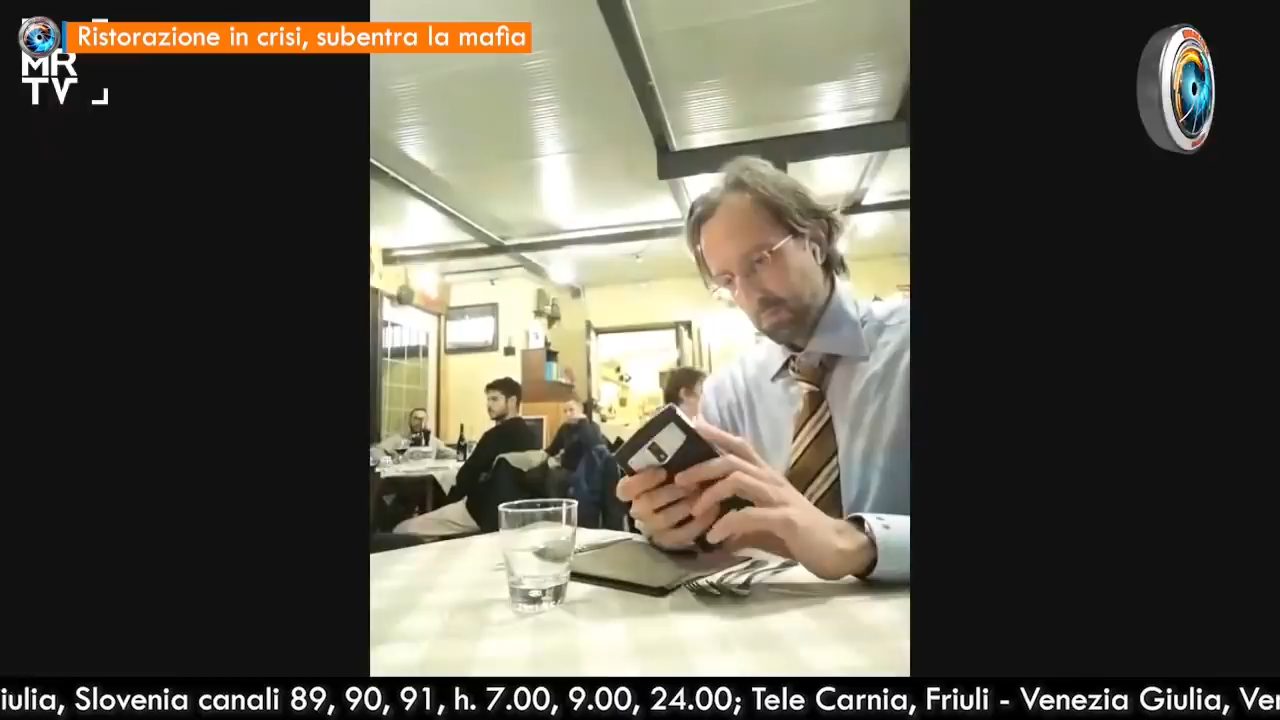 Ristorazione in crisi, subentra la mafia
MR
TV
iulia, Slovenia canali 89, 90, 91, h. 7.00, 9.00, 24.00; Tele Carnia, Friuli - Venezia Giulia, Ver